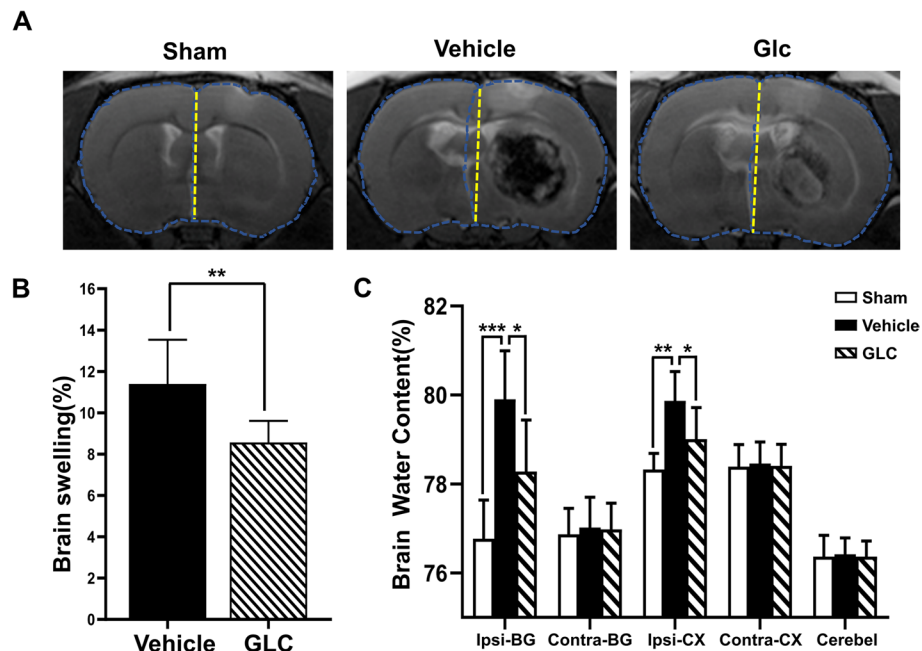 A
Sham
Vehicle
Glc
B
**
16
14
12
10
8
6
4
2
0
Brain swelling(%)
Vehicle
GLC
C
Sham
Vehicle
GLC
82
80
78
76
Brain Water Content(%)
***
*
**
*
Ipsi-BG
Contra-BG
Ipsi-CX
Contra-CX
Cerebel